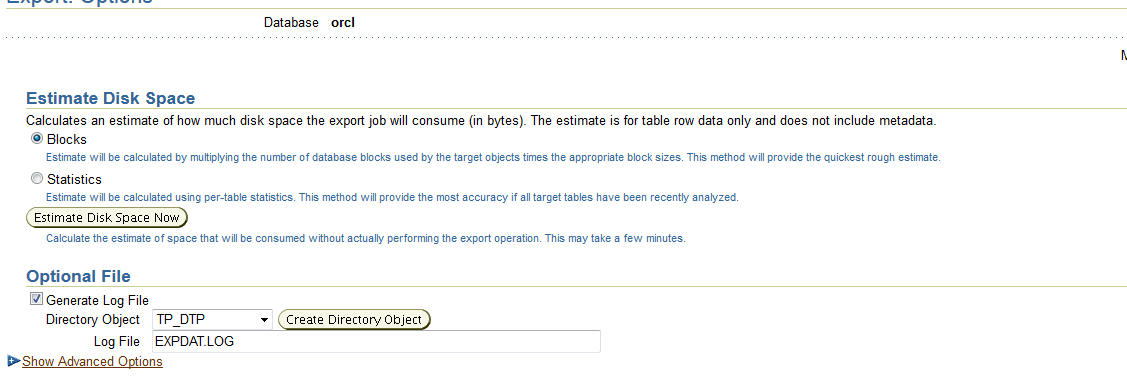 Export: Options
Database orcl
Estimate Disk Space
Calculates an estimate of how much disk space the export job will consume (in bytes). The estimate is for table row data only and does not include metadata.
Blocks
Estimate will be calculated by multiplying the number of database blocks used by the target objects times the appropriate block sizes. This method will provide the quickest rough estimate.
Statistics
Estimate will be calculated using per-table statistics. This method will provide the most accuracy if all target tables have been recently analyzed.
Estimate Disk Space Now
Calculate the estimate of space that will be consumed without actually performing the export operation. This may take a few minutes.
Optional File
Generate Log File
Directory Object TP_DTP Create Directory Object
Log File EXPDAT.LOG
Show Advanced Options